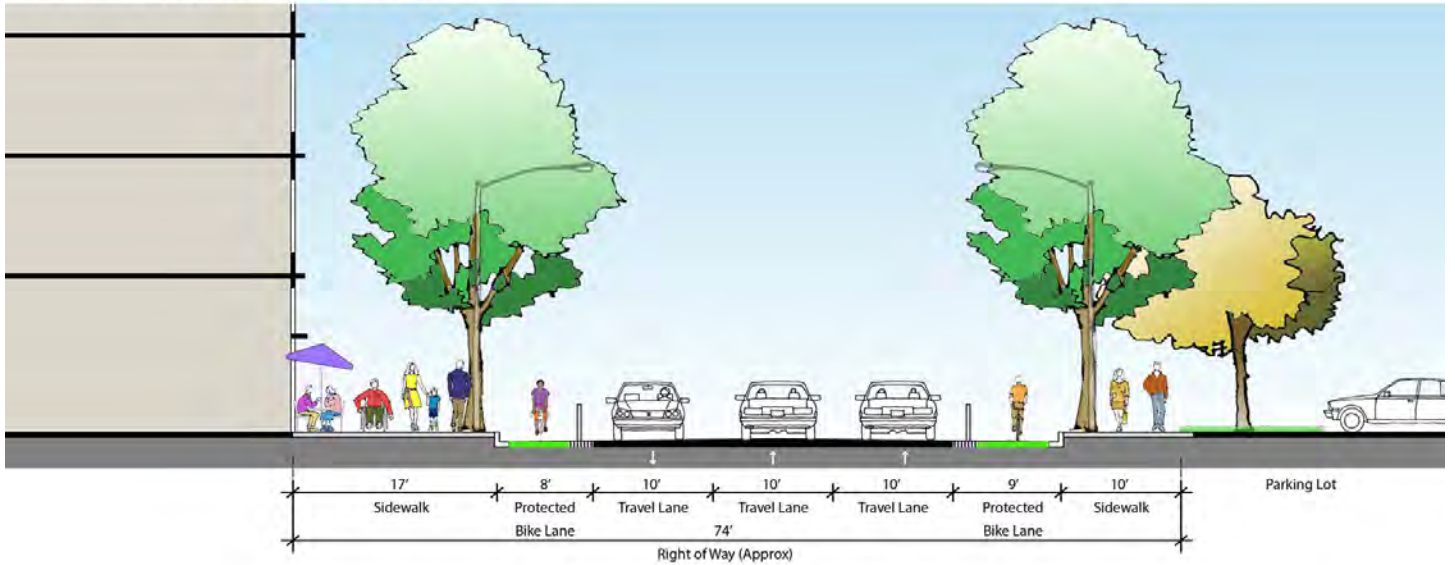 17' 8' 10' 10' 10' 9' 10'
Sidewalk Protected Travel Lane Travel Lane Travel Lane Protected Sidewalk Parking Lot
Bike Lane 74' Bike Lane
Right of Way (Approx)